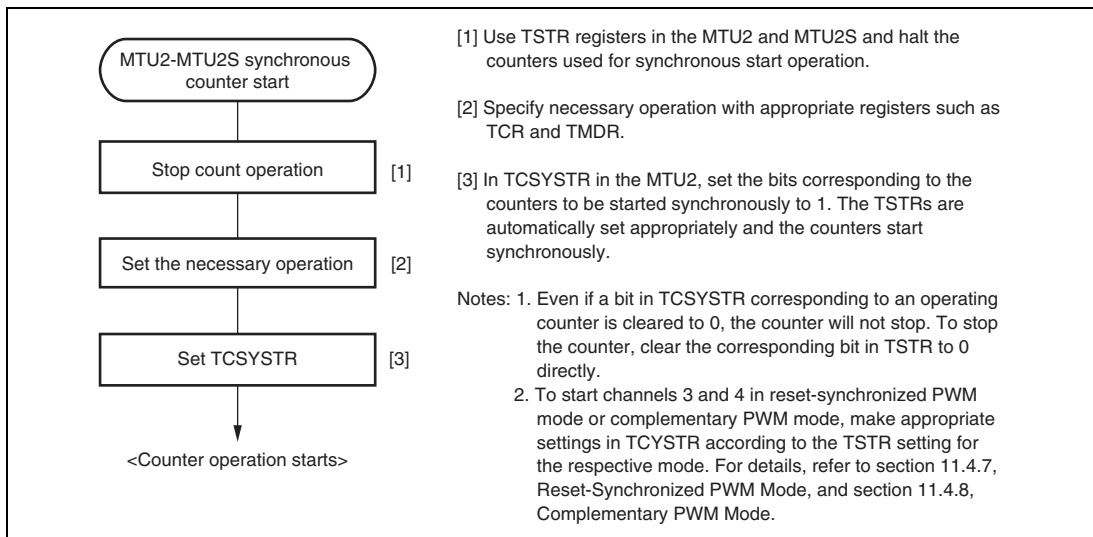 MTU2-MTU2S synchronous
counter start
Stop count operation
[1]
Set the necessary operation
[2]
Set TCSYSTR
[3]
<Counter operation starts>
[1] Use TSTR registers in the MTU2 and MTU2S and halt the
counters used for synchronous start operation.
[2] Specify necessary operation with appropriate registers such as
TCR and TMDR.
[3] In TCSYSTR in the MTU2, set the bits corresponding to the
counters to be started synchronously to 1. The TSTRs are
automatically set appropriately and the counters start
synchronously.
Notes: 1. Even if a bit in TCSYSTR corresponding to an operating
counter is cleared to 0, the counter will not stop. To stop
the counter, clear the corresponding bit in TSTR to 0
directly.
2. To start channels 3 and 4 in reset-synchronized PWM
mode or complementary PWM mode, make appropriate
settings in TCYSTR according to the TSTR setting for
the respective mode. For details, refer to section 11.4.7,
Reset-Synchronized PWM Mode, and section 11.4.8,
Complementary PWM Mode.